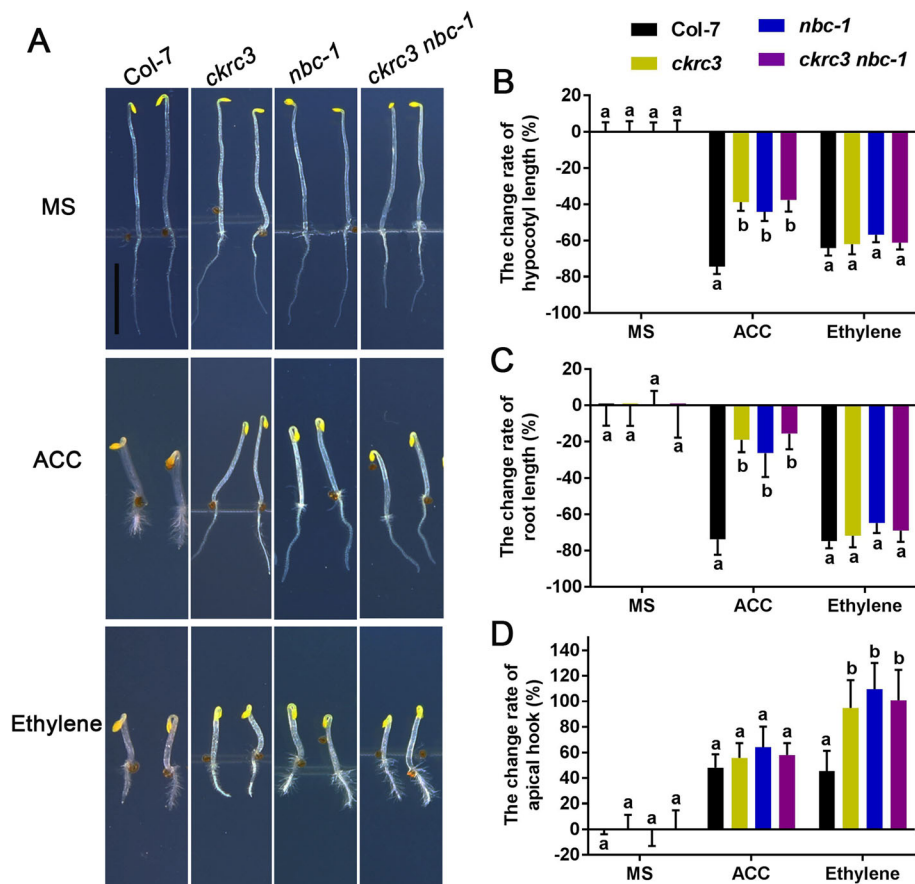 A
Col-7
ckrc3
nbc-1
ckrc3 nbc-1
MS
ACC
Ethylene
Col-7
nbc-1
ckrc3
ckrc3 nbc-1
B
The change rate of
hypocotyl length (%)
20
0
-20
-40
-60
-80
-100
a a a a
a b b b
a a a a
MS ACC Ethylene
C
The change rate of
root length (%)
20
0
-20
-40
-60
-80
-100
a a a a
a b b b
a a a a
MS ACC Ethylene
D
The change rate of
apical hook (%)
140
120
100
80
60
40
20
0
-20
a a a a
a a a a
a b b b
MS ACC Ethylene